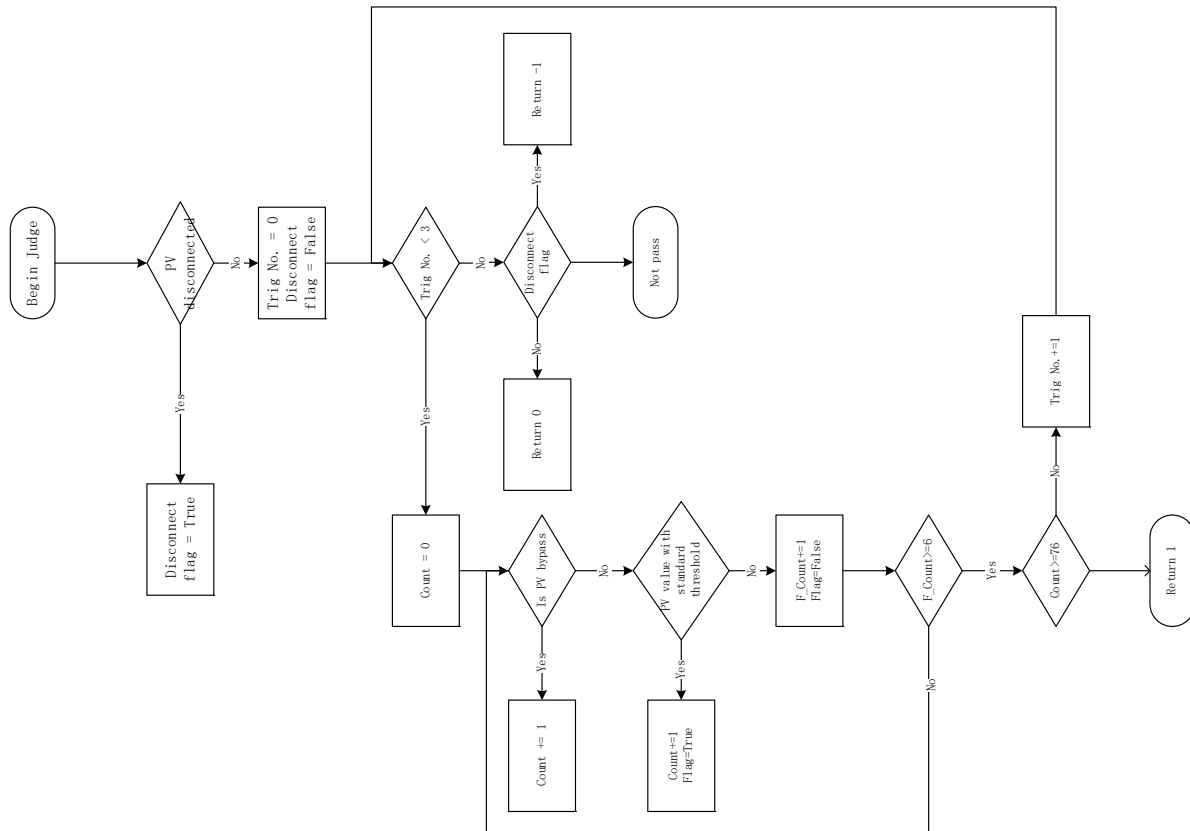 Begin Judge
PV
disconnected
Yes
Disconnect
flag = True
No
Trig No. = 0
Disconnect
flag = False
Trig No. < 3
No
Disconnect
flag
Yes
Return -1
No
Return 0
Not pass
Yes
Count = 0
Is PV bypass
Yes
Count += 1
No
PV value with
standard
threshold
Yes
Count+=1
Flag=True
No
F_Count+=1
Flag=False
F_Count>=6
No
Yes
Count>=76
No
Trig No.+=1
Return 1